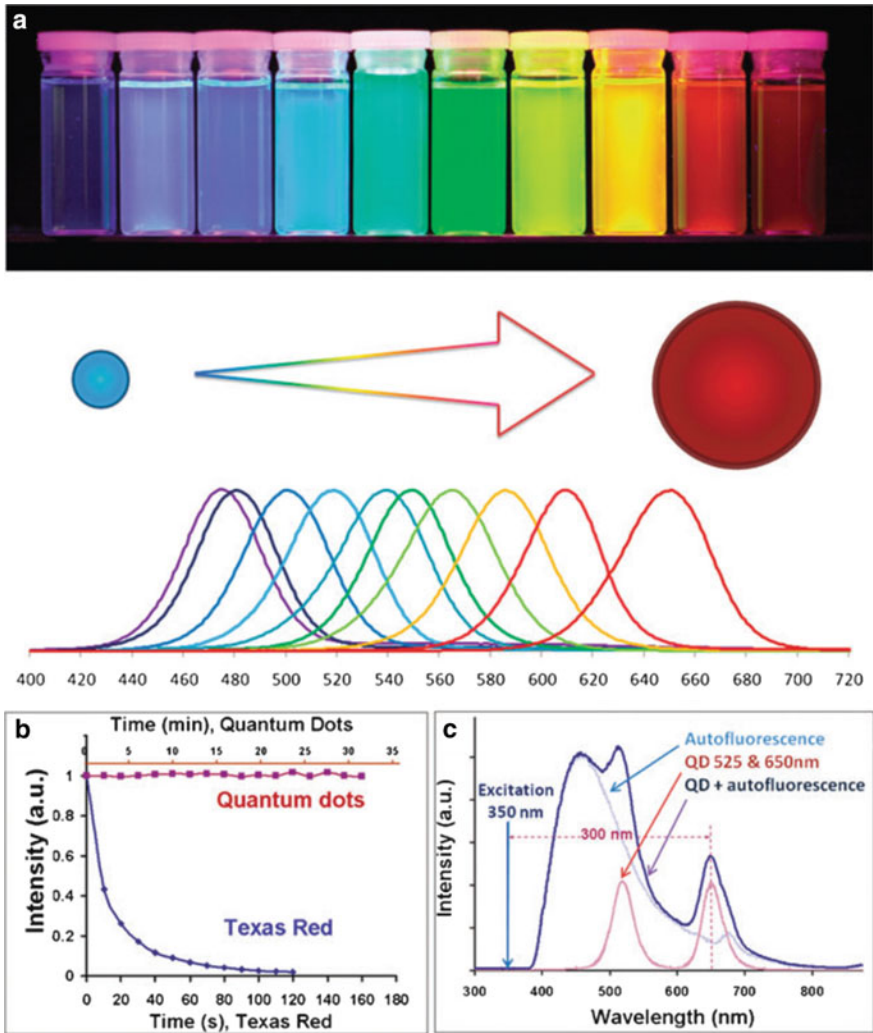 a
400 420 440 460 480 500 520 540 560 580 600 620 640 660 680 700 720
b
Time (min), Quantum Dots
0 5 10 15 20 25 30 35
1
0.8
0.6
0.4
0.2
0
Intensity (a.u.)
Quantum dots
Texas Red
0 20 40 60 80 100 120 140 160 180
Time (s), Texas Red
c
Autofluorescence
QD 525 & 650nm
QD + autofluorescence
Excitation
350 nm
300 nm
Intensity (a.u.)
300 400 500 600 700 800
Wavelength (nm)